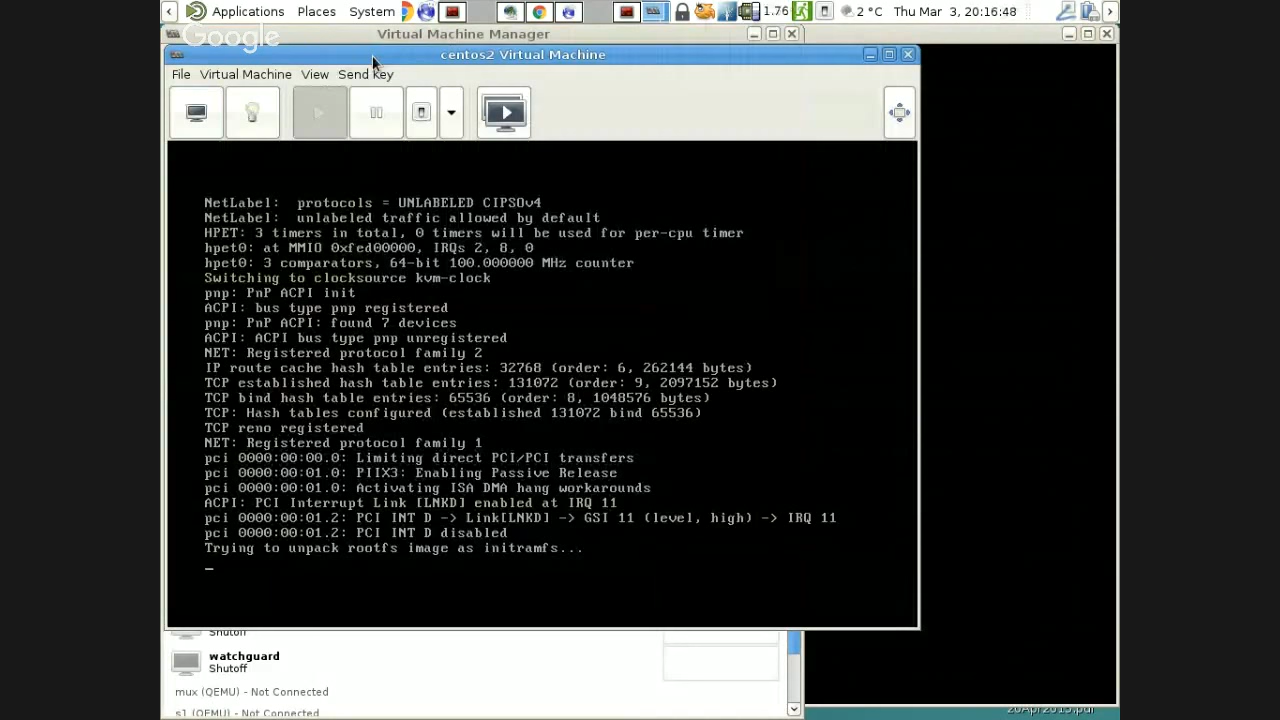 Applications Places System 1.76 2 °C Thu Mar 3, 20:16:48
Google
Virtual Machine Manager
centos2 Virtual Machine
File Virtual Machine View Send Key
NetLabel:  protocols = UNLABELED CIPSOv4
NetLabel:  unlabeled traffic allowed by default
HPET: 3 timers in total, 0 timers will be used for per-cpu timer
hpet0: at MMIO 0xfed00000, IRQs 2, 8, 0
hpet0: 3 comparators, 64-bit 100.000000 MHz counter
Switching to clocksource kvm-clock
pnp: PnP ACPI init
ACPI: bus type pnp registered
pnp: PnP ACPI: found 7 devices
ACPI: ACPI bus type pnp unregistered
NET: Registered protocol family 2
IP route cache hash table entries: 32768 (order: 6, 262144 bytes)
TCP established hash table entries: 131072 (order: 9, 2097152 bytes)
TCP bind hash table entries: 65536 (order: 8, 1048576 bytes)
TCP: Hash tables configured (established 131072 bind 65536)
TCP reno registered
NET: Registered protocol family 1
pci 0000:00:00.0: Limiting direct PCI/PCI transfers
pci 0000:00:01.0: PIIX3: Enabling Passive Release
pci 0000:00:01.0: Activating ISA DMA hang workarounds
ACPI: PCI Interrupt Link [LNKD] enabled at IRQ 11
pci 0000:00:01.2: PCI INT D -> Link[LNKD] -> GSI 11 (level, high) -> IRQ 11
pci 0000:00:01.2: PCI INT D disabled
Trying to unpack rootfs image as initramfs...
Shutoff
watchguard
Shutoff
mux (QEMU) - Not Connected
s1 (QEMU) - Not Connected